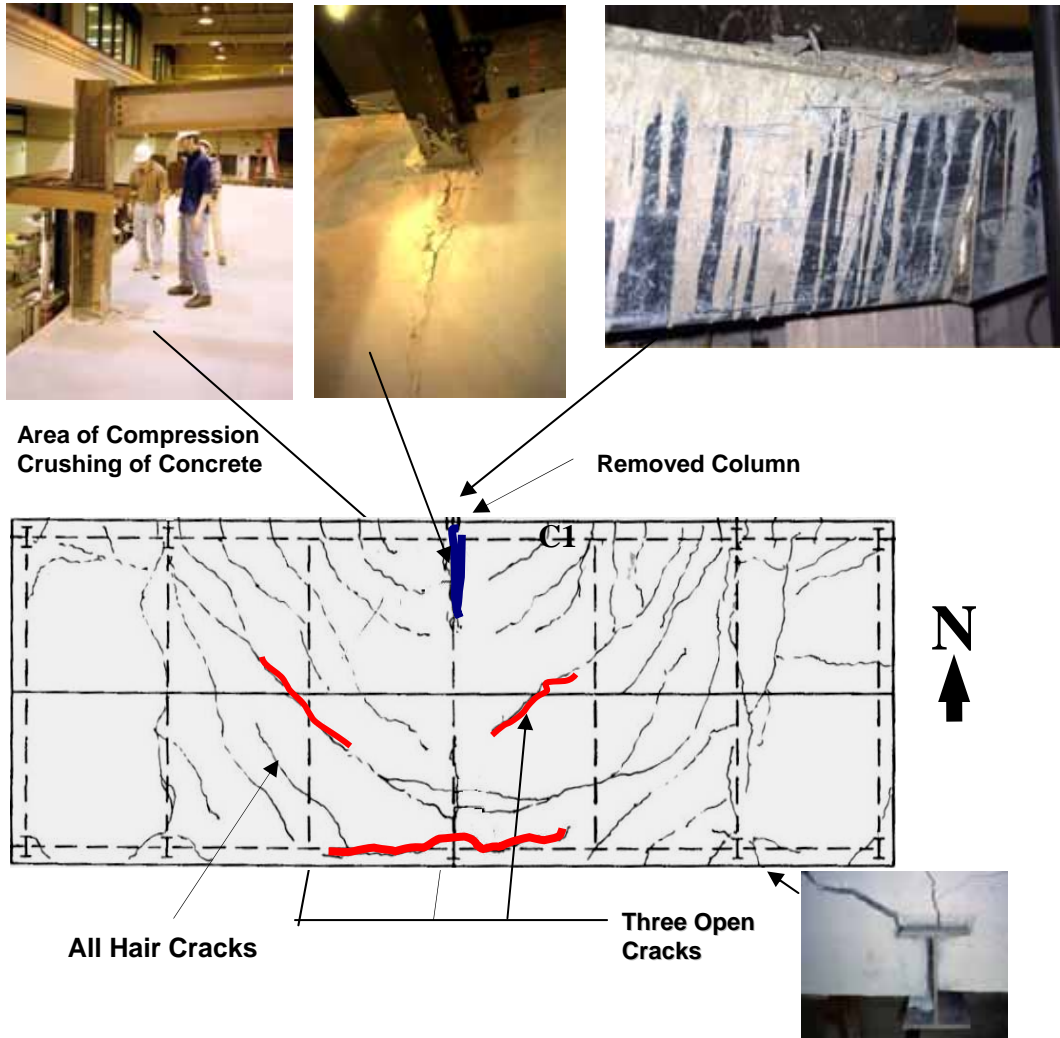 Area of Compression
Crushing of Concrete
Removed Column
C1
N
All Hair Cracks
Three Open
Cracks